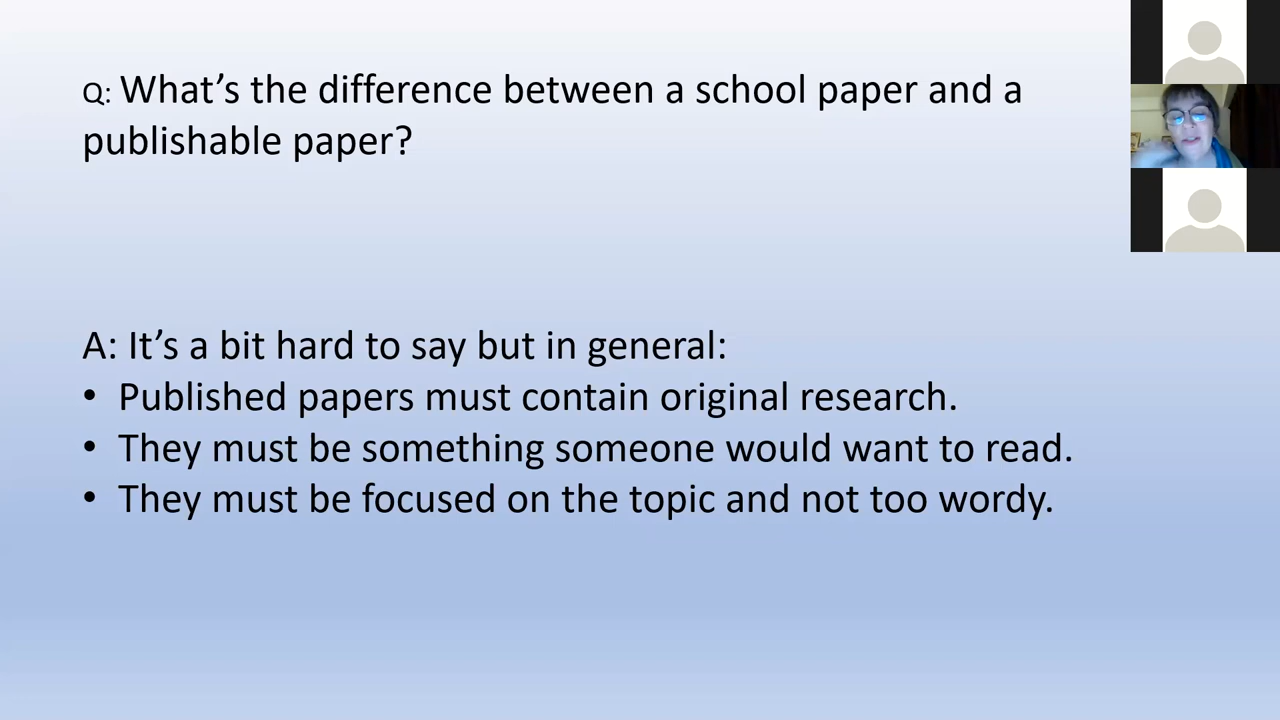 Q: What’s the difference between a school paper and a
publishable paper?
A: It’s a bit hard to say but in general:
• Published papers must contain original research.
• They must be something someone would want to read.
• They must be focused on the topic and not too wordy.